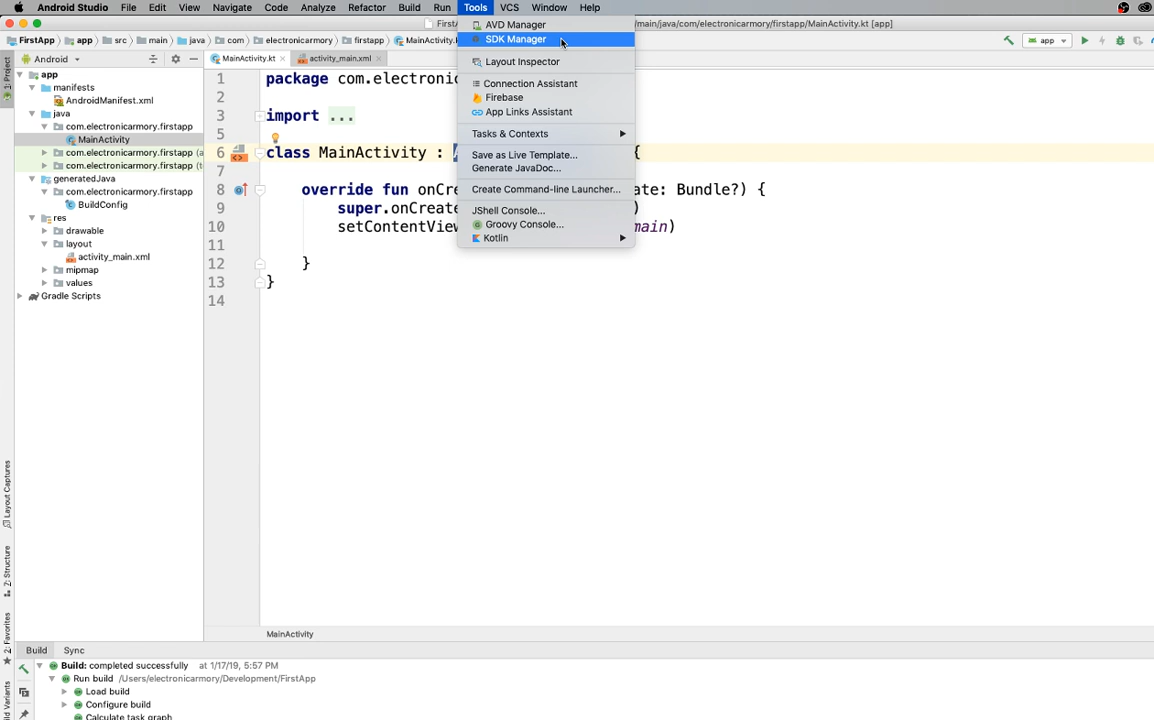 Android Studio File Edit View Navigate Code Analyze Refactor Build Run Tools VCS Window Help
/main/java/com/electronicarmory/firstapp/MainActivity.kt [app]
FirstApp app src main java com electronicarmory firstapp MainActivity.k
app
Android
MainActivity.kt
activity_main.xml
1: Project
app
manifests
AndroidManifest.xml
java
com.electronicarmory.firstapp
MainActivity
com.electronicarmory.firstapp (a
com.electronicarmory.firstapp (t
generatedJava
com.electronicarmory.firstapp
BuildConfig
res
drawable
layout
activity_main.xml
mipmap
values
Gradle Scripts
AVD Manager
SDK Manager
Layout Inspector
Connection Assistant
Firebase
App Links Assistant
Tasks & Contexts
Save as Live Template...
Generate JavaDoc...
Create Command-line Launcher...
JShell Console...
Groovy Console...
Kotlin
1 package com.electronic
2
3 import ...
5
6 class MainActivity : {
7
8 override fun onCre ate: Bundle?) {
9 super.onCreate )
10 setContentView main)
11
12 }
13 }
14
MainActivity
Layout Captures
Z: Structure
2: Favorites
Build Variants
Build Sync
Build: completed successfully at 1/17/19, 5:57 PM
Run build /Users/electronicarmory/Development/FirstApp
Load build
Configure build
Calculate task graph